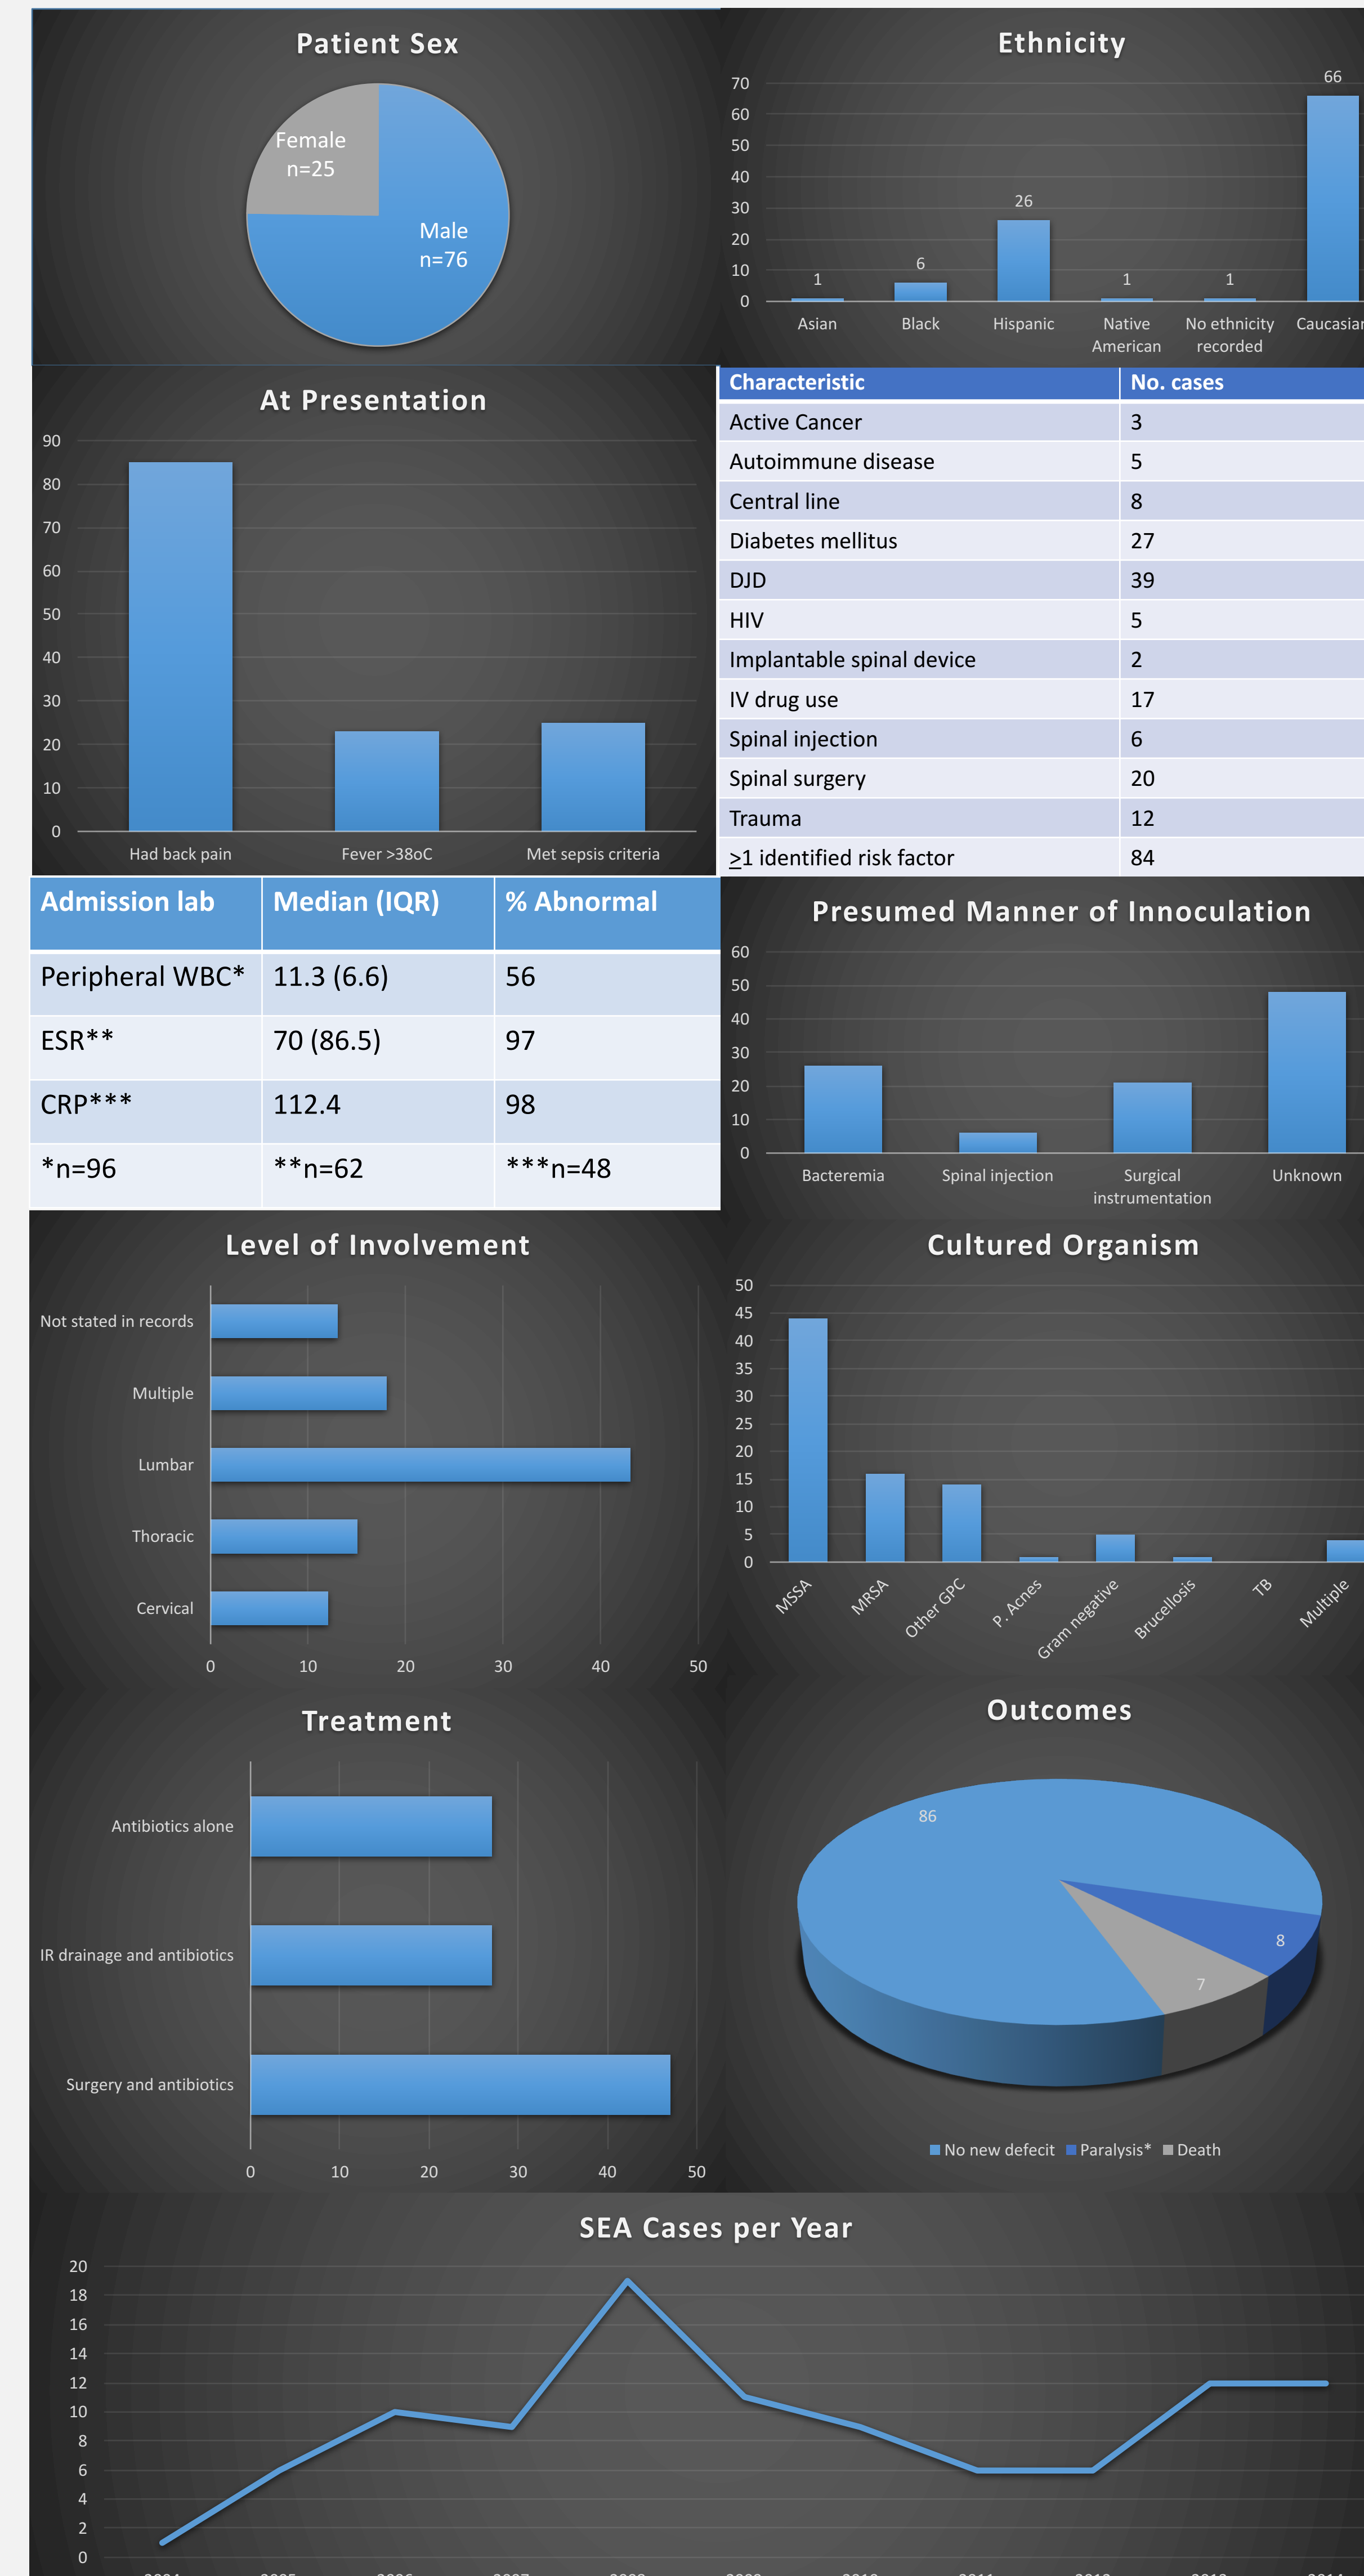 Patient Sex
Female
n=25
Male
n=76
Ethnicity
70
60
50
40
30
20
10
0
1
6
26
1
1
66
Asian
Black
Hispanic
Native
American
No ethnicity
recorded
Caucasian
At Presentation
90
80
70
60
50
40
30
20
10
0
Had back pain
Fever >38oC
Met sepsis criteria
Characteristic No. cases
Active Cancer 3
Autoimmune disease 5
Central line 8
Diabetes mellitus 27
DJD 39
HIV 5
Implantable spinal device 2
IV drug use 17
Spinal injection 6
Spinal surgery 20
Trauma 12
>1 identified risk factor 84
Admission lab Median (IQR) % Abnormal
Peripheral WBC* 11.3 (6.6) 56
ESR** 70 (86.5) 97
CRP*** 112.4 98
*n=96 **n=62 ***n=48
Presumed Manner of Innoculation
60
50
40
30
20
10
0
Bacteremia
Spinal injection
Surgical
instrumentation
Unknown
Level of Involvement
Not stated in records
Multiple
Lumbar
Thoracic
Cervical
0 10 20 30 40 50
Cultured Organism
50
45
40
35
30
25
20
15
10
5
0
MSSA
MRSA
Other GPC
P. Acnes
Gram negative
Brucellosis
TB
Multiple
Treatment
Antibiotics alone
IR drainage and antibiotics
Surgery and antibiotics
0 10 20 30 40 50
Outcomes
86
8
7
No new defecit Paralysis* Death
SEA Cases per Year
20
18
16
14
12
10
8
6
4
2
0